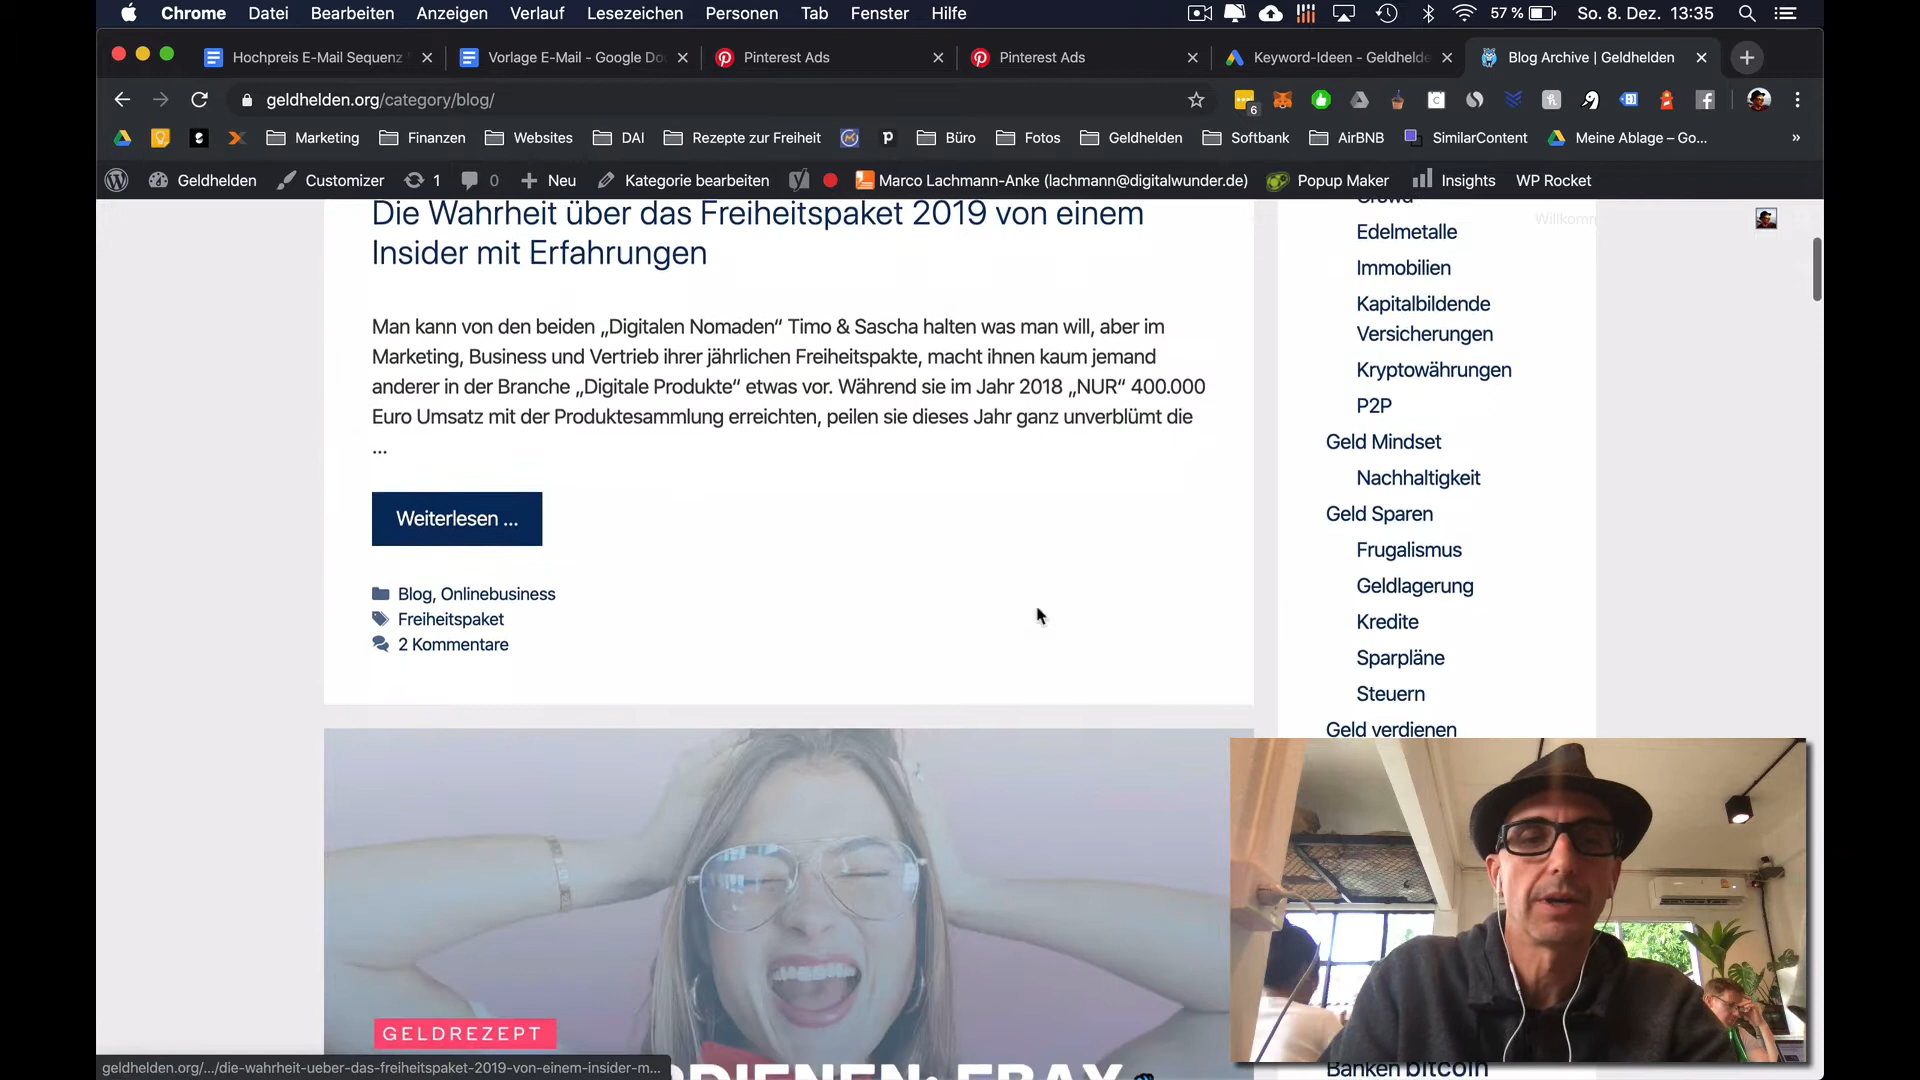 Chrome Datei Bearbeiten Anzeigen Verlauf Lesezeichen Personen Tab Fenster Hilfe 57 % So. 8. Dez. 13:35
Hochpreis E-Mail Sequenz Vorlage E-Mail - Google Do Pinterest Ads Pinterest Ads Keyword-Ideen - Geldhelde Blog Archive | Geldhelden
geldhelden.org/category/blog/ 6
Marketing Finanzen Websites DAI Rezepte zur Freiheit Büro Fotos Geldhelden Softbank AirBNB SimilarContent Meine Ablage – Go... »
Geldhelden Customizer 1 0 Neu Kategorie bearbeiten Marco Lachmann-Anke (lachmann@digitalwunder.de) Popup Maker Insights WP Rocket
Willkomm
Die Wahrheit über das Freiheitspaket 2019 von einem
Insider mit Erfahrungen
Man kann von den beiden „Digitalen Nomaden“ Timo & Sascha halten was man will, aber im
Marketing, Business und Vertrieb ihrer jährlichen Freiheitspakte, macht ihnen kaum jemand
anderer in der Branche „Digitale Produkte“ etwas vor. Während sie im Jahr 2018 „NUR“ 400.000
Euro Umsatz mit der Produktesammlung erreichten, peilen sie dieses Jahr ganz unverblümt die
...
Weiterlesen ...
Blog, Onlinebusiness
Freiheitspaket
2 Kommentare
GELDREZEPT
DIENEN: EBAY
Crowd
Edelmetalle
Immobilien
Kapitalbildende
Versicherungen
Kryptowährungen
P2P
Geld Mindset
Nachhaltigkeit
Geld Sparen
Frugalismus
Geldlagerung
Kredite
Sparpläne
Steuern
Geld verdienen
Banken bitcoin
geldhelden.org/.../die-wahrheit-ueber-das-freiheitspaket-2019-von-einem-insider-m...